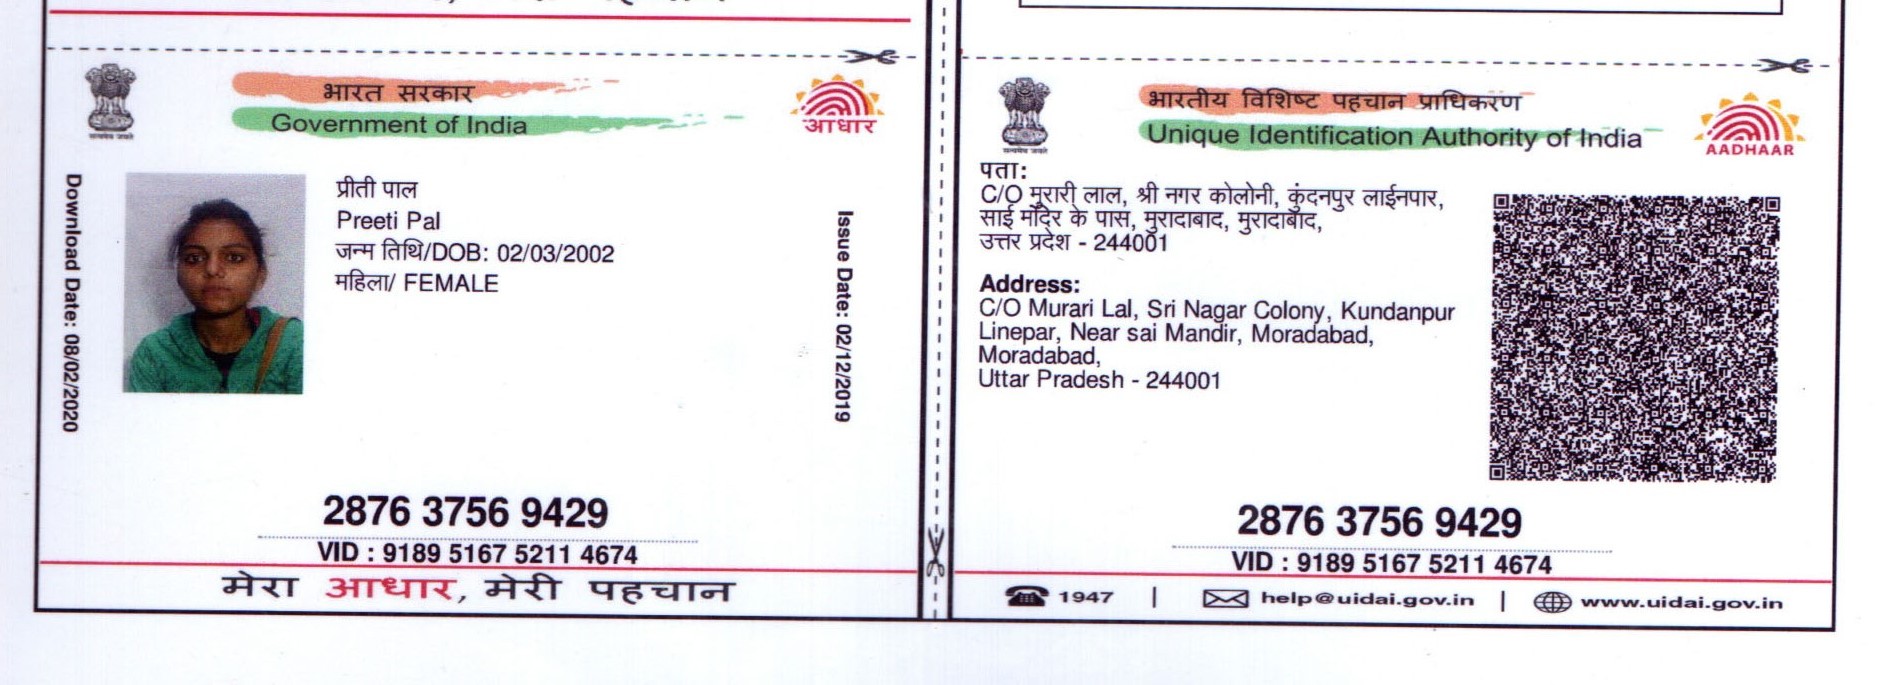 भारत सरकार
Government of India
आधार
Download Date: 08/02/2020
प्रीती पाल
Preeti Pal
जन्म तिथि/DOB: 02/03/2002
महिला/ FEMALE
Issue Date: 02/12/2019
2876 3756 9429
VID : 9189 5167 5211 4674
मेरा आधार, मेरी पहचान
भारतीय विशिष्ट पहचान प्राधिकरण
Unique Identification Authority of India
AADHAAR
पता:
C/O मुरारी लाल, श्री नगर कोलोनी, कुंदनपुर लाईनपार,
साई मंदिर के पास, मुरादाबाद, मुरादाबाद,
उत्तर प्रदेश - 244001
Address:
C/O Murari Lal, Sri Nagar Colony, Kundanpur
Linepar, Near sai Mandir, Moradabad,
Moradabad,
Uttar Pradesh - 244001
2876 3756 9429
VID : 9189 5167 5211 4674
1947 | help@uidai.gov.in | www.uidai.gov.in